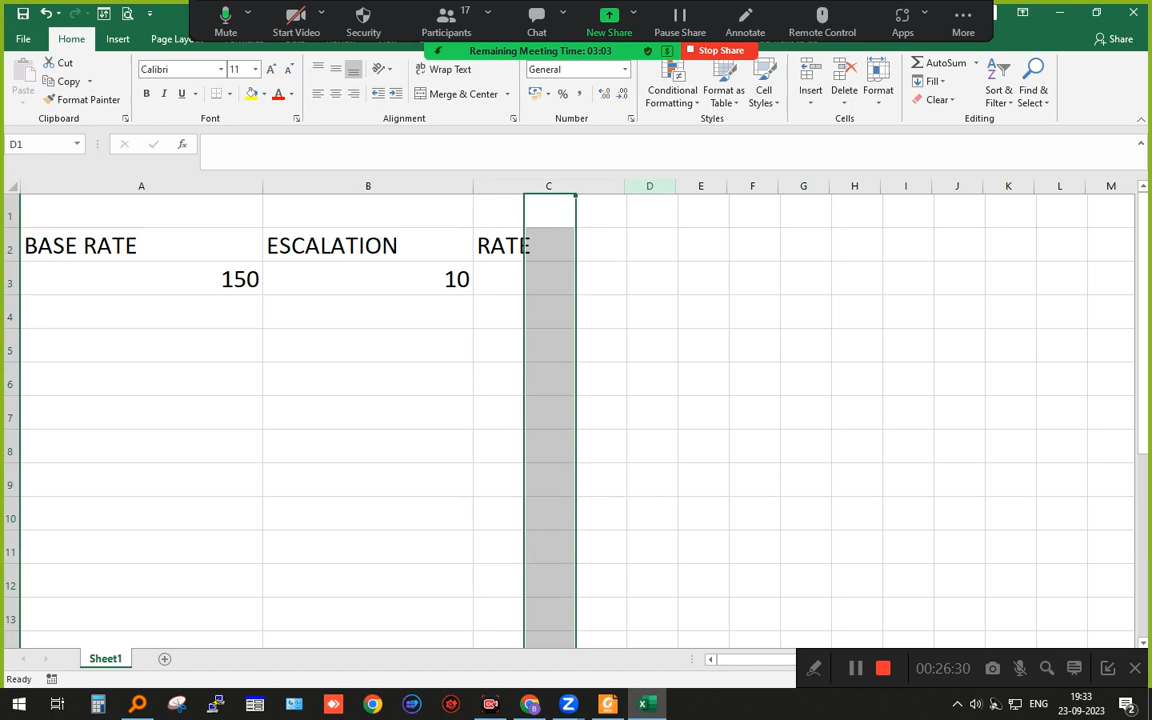 Mute
Start Video
Security
17
Participants
Chat
New Share
Pause Share
Annotate
Remote Control
Apps
More
File
Home
Insert
Page Layo
Share
Remaining Meeting Time: 03:03
$
Stop Share
Paste
Cut
Copy
Format Painter
Clipboard
Calibri
11
B
I
U
A
Font
Wrap Text
Merge & Center
Alignment
General
%
Number
Conditional
Formatting
Format as
Table
Cell
Styles
Styles
Insert
Delete
Format
Cells
AutoSum
Fill
Clear
Sort &
Filter
Find &
Select
Editing
D1
fx
A B C D E F G H I J K L M
1
2 BASE RATE ESCALATION RATE
3 150 10
4
5
6
7
8
9
10
11
12
13
Sheet1
Ready
00:26:30
ENG
19:33
23-09-2023
2